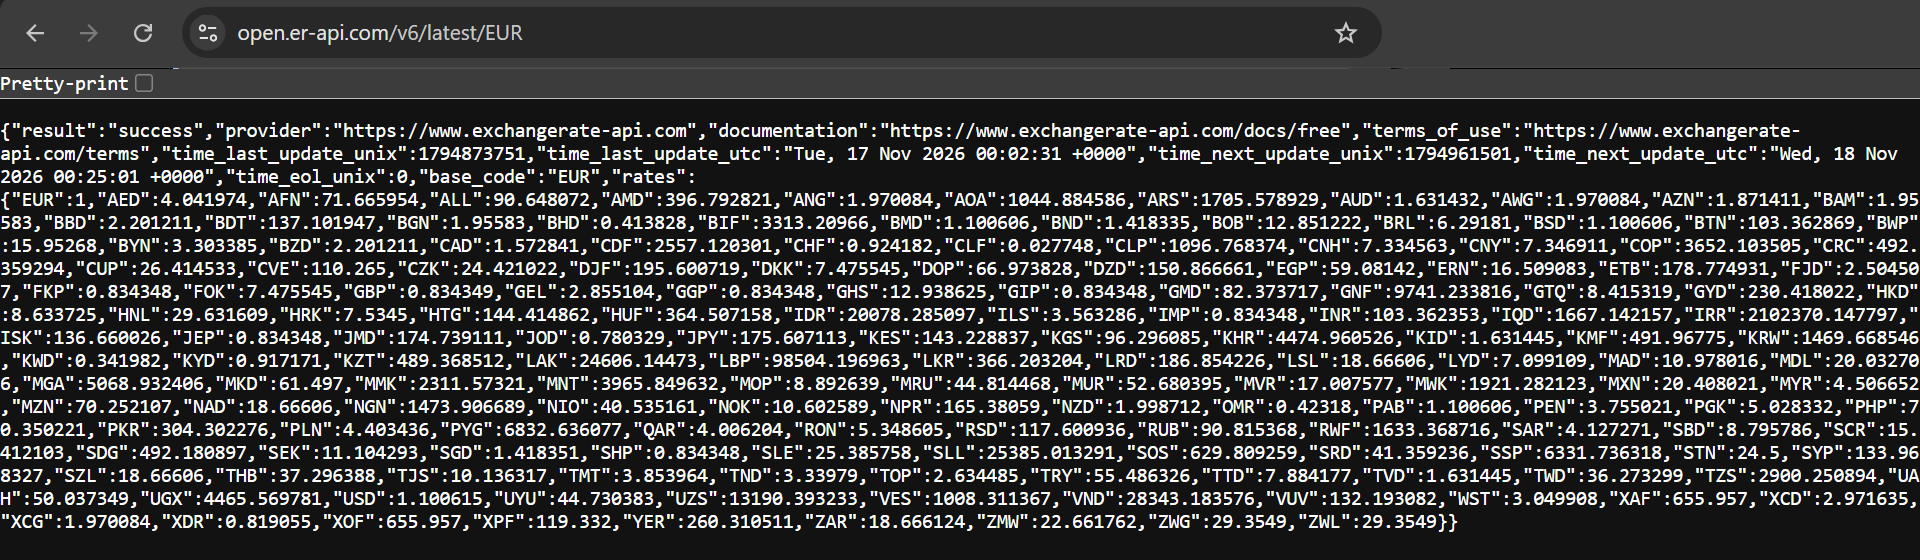 open.er-api.com/v6/latest/EUR
Pretty-print
{"result":"success","provider":"https://www.exchangerate-api.com","documentation":"https://www.exchangerate-api.com/docs/free","terms_of_use":"https://www.exchangerate-
api.com/terms","time_last_update_unix":1794873751,"time_last_update_utc":"Tue, 17 Nov 2026 00:02:31 +0000","time_next_update_unix":1794961501,"time_next_update_utc":"Wed, 18 Nov
2026 00:25:01 +0000","time_eol_unix":0,"base_code":"EUR","rates":
{"EUR":1,"AED":4.041974,"AFN":71.665954,"ALL":90.648072,"AMD":396.792821,"ANG":1.970084,"AOA":1044.884586,"ARS":1705.578929,"AUD":1.631432,"AWG":1.970084,"AZN":1.871411,"BAM":1.95
583,"BBD":2.201211,"BDT":137.101947,"BGN":1.95583,"BHD":0.413828,"BIF":3313.20966,"BMD":1.100606,"BND":1.418335,"BOB":12.851222,"BRL":6.29181,"BSD":1.100606,"BTN":103.362869,"BWP"
:15.95268,"BYN":3.303385,"BZD":2.201211,"CAD":1.572841,"CDF":2557.120301,"CHF":0.924182,"CLF":0.027748,"CLP":1096.768374,"CNH":7.334563,"CNY":7.346911,"COP":3652.103505,"CRC":492.
359294,"CUP":26.414533,"CVE":110.265,"CZK":24.421022,"DJF":195.600719,"DKK":7.475545,"DOP":66.973828,"DZD":150.866661,"EGP":59.08142,"ERN":16.509083,"ETB":178.774931,"FJD":2.50450
7,"FKP":0.834348,"FOK":7.475545,"GBP":0.834349,"GEL":2.855104,"GGP":0.834348,"GHS":12.938625,"GIP":0.834348,"GMD":82.373717,"GNF":9741.233816,"GTQ":8.415319,"GYD":230.418022,"HKD"
:8.633725,"HNL":29.631609,"HRK":7.5345,"HTG":144.414862,"HUF":364.507158,"IDR":20078.285097,"ILS":3.563286,"IMP":0.834348,"INR":103.362353,"IQD":1667.142157,"IRR":2102370.147797,"
ISK":136.660026,"JEP":0.834348,"JMD":174.739111,"JOD":0.780329,"JPY":175.607113,"KES":143.228837,"KGS":96.296085,"KHR":4474.960526,"KID":1.631445,"KMF":491.96775,"KRW":1469.668546
,"KWD":0.341982,"KYD":0.917171,"KZT":489.368512,"LAK":24606.14473,"LBP":98504.196963,"LKR":366.203204,"LRD":186.854226,"LSL":18.66606,"LYD":7.099109,"MAD":10.978016,"MDL":20.03270
6,"MGA":5068.932406,"MKD":61.497,"MMK":2311.57321,"MNT":3965.849632,"MOP":8.892639,"MRU":44.814468,"MUR":52.680395,"MVR":17.007577,"MWK":1921.282123,"MXN":20.408021,"MYR":4.506652
,"MZN":70.252107,"NAD":18.66606,"NGN":1473.906689,"NIO":40.535161,"NOK":10.602589,"NPR":165.38059,"NZD":1.998712,"OMR":0.42318,"PAB":1.100606,"PEN":3.755021,"PGK":5.028332,"PHP":7
0.350221,"PKR":304.302276,"PLN":4.403436,"PYG":6832.636077,"QAR":4.006204,"RON":5.348605,"RSD":117.600936,"RUB":90.815368,"RWF":1633.368716,"SAR":4.127271,"SBD":8.795786,"SCR":15.
412103,"SDG":492.180897,"SEK":11.104293,"SGD":1.418351,"SHP":0.834348,"SLE":25.385758,"SLL":25385.013291,"SOS":629.809259,"SRD":41.359236,"SSP":6331.736318,"STN":24.5,"SYP":133.96
8327,"SZL":18.66606,"THB":37.296388,"TJS":10.136317,"TMT":3.853964,"TND":3.33979,"TOP":2.634485,"TRY":55.486326,"TTD":7.884177,"TVD":1.631445,"TWD":36.273299,"TZS":2900.250894,"UA
H":50.037349,"UGX":4465.569781,"USD":1.100615,"UYU":44.730383,"UZS":13190.393233,"VES":1008.311367,"VND":28343.183576,"VUV":132.193082,"WST":3.049908,"XAF":655.957,"XCD":2.971635,
"XCG":1.970084,"XDR":0.819055,"XOF":655.957,"XPF":119.332,"YER":260.310511,"ZAR":18.666124,"ZMW":22.661762,"ZWG":29.3549,"ZWL":29.3549}}